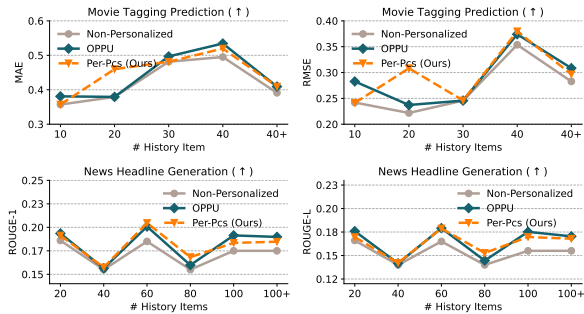 Movie Tagging Prediction (↑)
MAE
0.6
0.5
0.4
0.3
Non-Personalized
OPPU
Per-Pcs (Ours)
10
20
30
40
40+
# History Item
Movie Tagging Prediction (↑)
RMSE
0.40
0.35
0.30
0.25
0.20
Non-Personalized
OPPU
Per-Pcs (Ours)
10
20
30
40
40+
# History Items
News Headline Generation (↑)
ROUGE-1
0.25
0.23
0.20
0.17
0.15
Non-Personalized
OPPU
Per-Pcs (Ours)
20
40
60
80
100
100+
# History Items
News Headline Generation (↑)
ROUGE-L
0.23
0.20
0.18
0.15
0.12
Non-Personalized
OPPU
Per-Pcs (Ours)
20
40
60
80
100
100+
# History Items